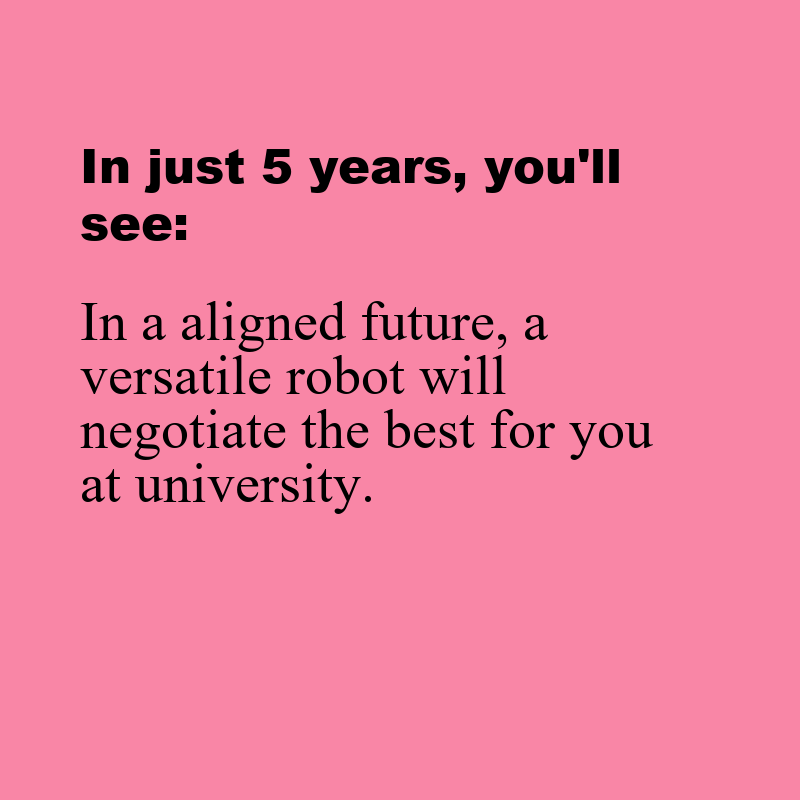 In just 5 years, you'll
see:
In a aligned future, a
versatile robot will
negotiate the best for you
at university.